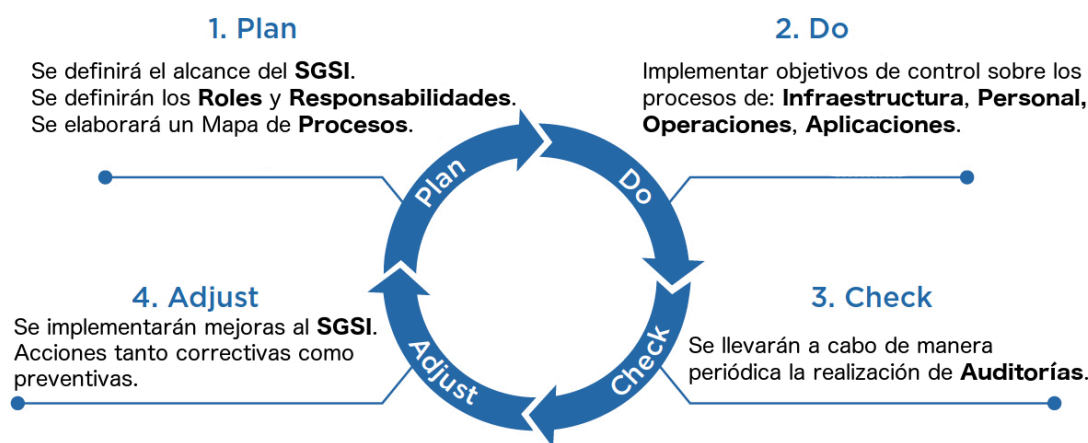 1. Plan
Se definirá el alcance del SGSI.
Se definirán los Roles y Responsabilidades.
Se elaborará un Mapa de Procesos.
2. Do
Implementar objetivos de control sobre los
procesos de: Infraestructura, Personal,
Operaciones, Aplicaciones.
Plan
Do
Check
Adjust
4. Adjust
Se implementarán mejoras al SGSI.
Acciones tanto correctivas como
preventivas.
3. Check
Se llevarán a cabo de manera
periódica la realización de Auditorías.